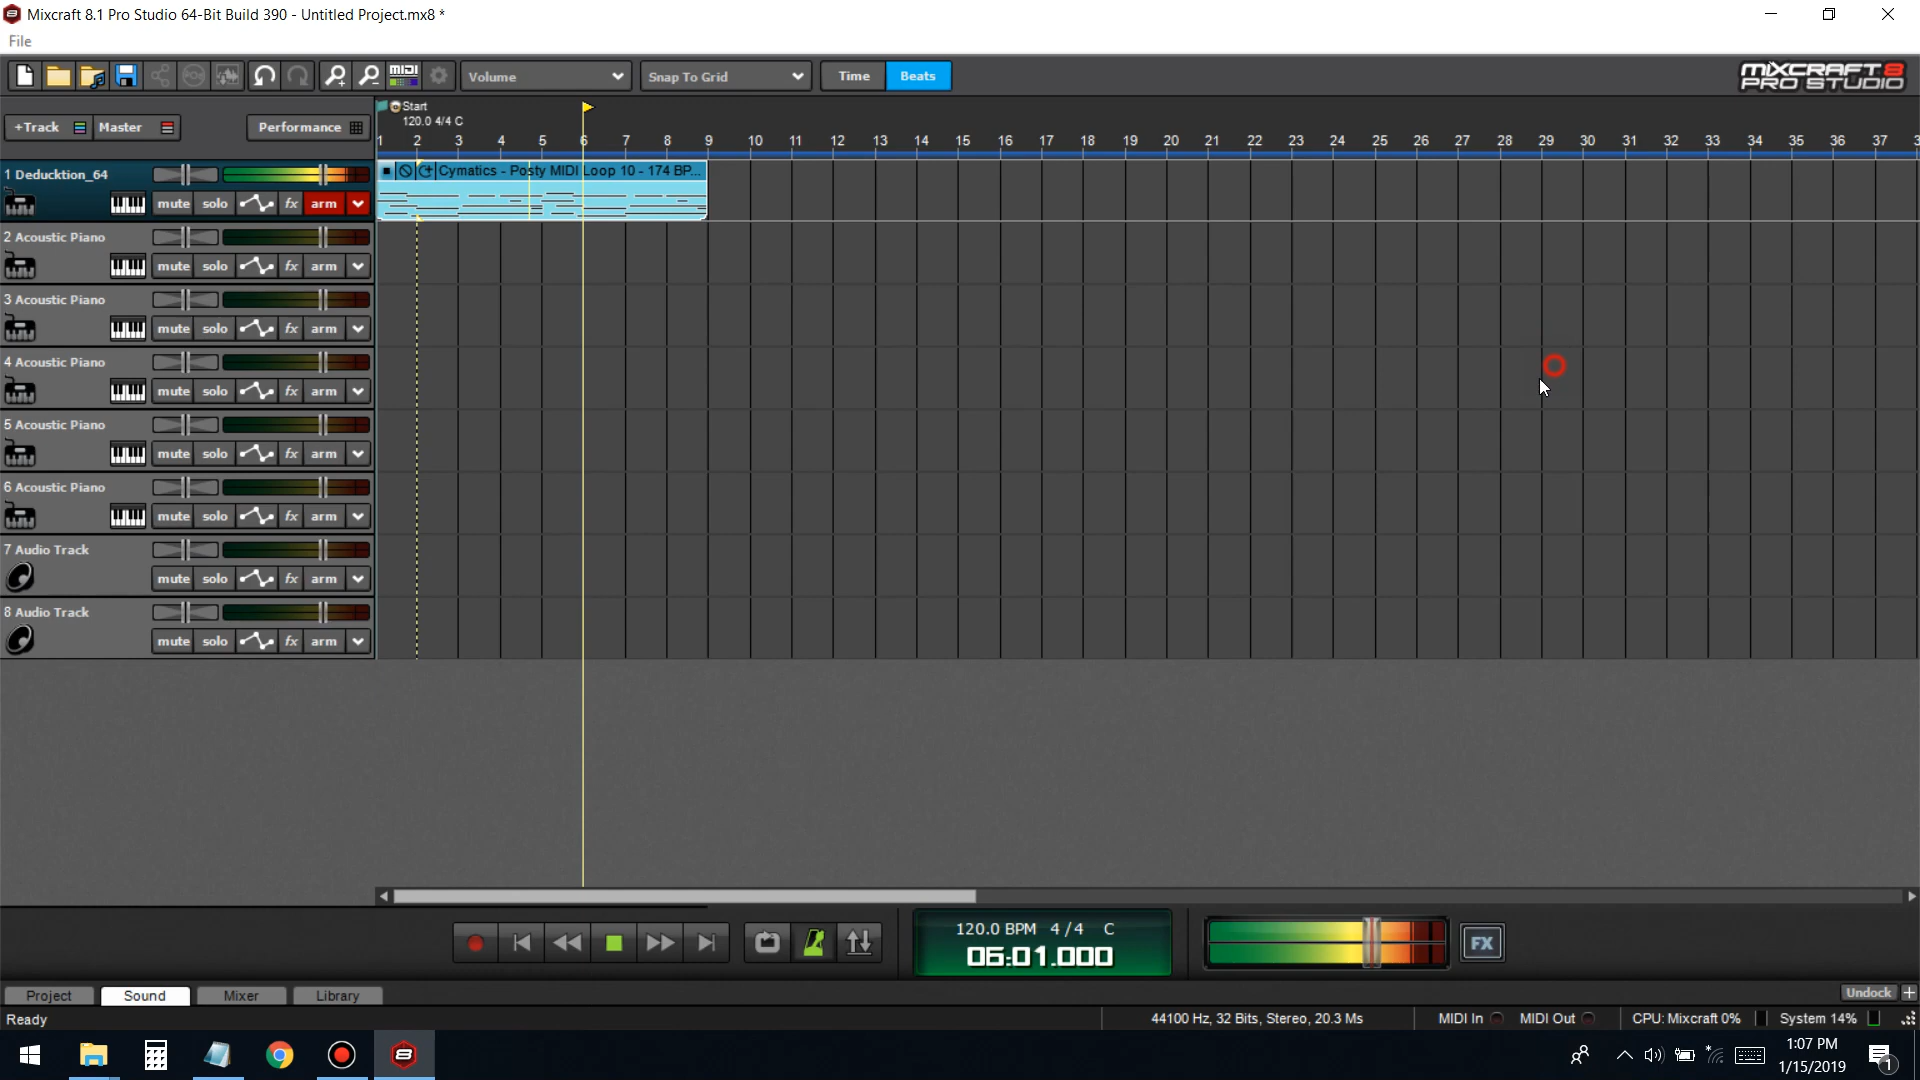 Mixcraft 8.1 Pro Studio 64-Bit Build 390 - Untitled Project.mx8 *
File
MIDI Volume Snap To Grid Time Beats MIXCRAFT 8 PRO STUDIO
Start
120.0 4/4 C
+Track Master Performance
1 2 3 4 5 6 7 8 9 10 11 12 13 14 15 16 17 18 19 20 21 22 23 24 25 26 27 28 29 30 31 32 33 34 35 36 37 3
1 Deducktion_64
Cymatics - Posty MIDI Loop 10 - 174 BP...
mute solo fx arm
2 Acoustic Piano
mute solo fx arm
3 Acoustic Piano
mute solo fx arm
4 Acoustic Piano
mute solo fx arm
5 Acoustic Piano
mute solo fx arm
6 Acoustic Piano
mute solo fx arm
7 Audio Track
mute solo fx arm
8 Audio Track
mute solo fx arm
120.0 BPM 4/4 C
06:01.000
FX
Project Sound Mixer Library Undock +
Ready 44100 Hz, 32 Bits, Stereo, 20.3 Ms MIDI In MIDI Out CPU: Mixcraft 0% System 14%
8 1:07 PM
1/15/2019 1